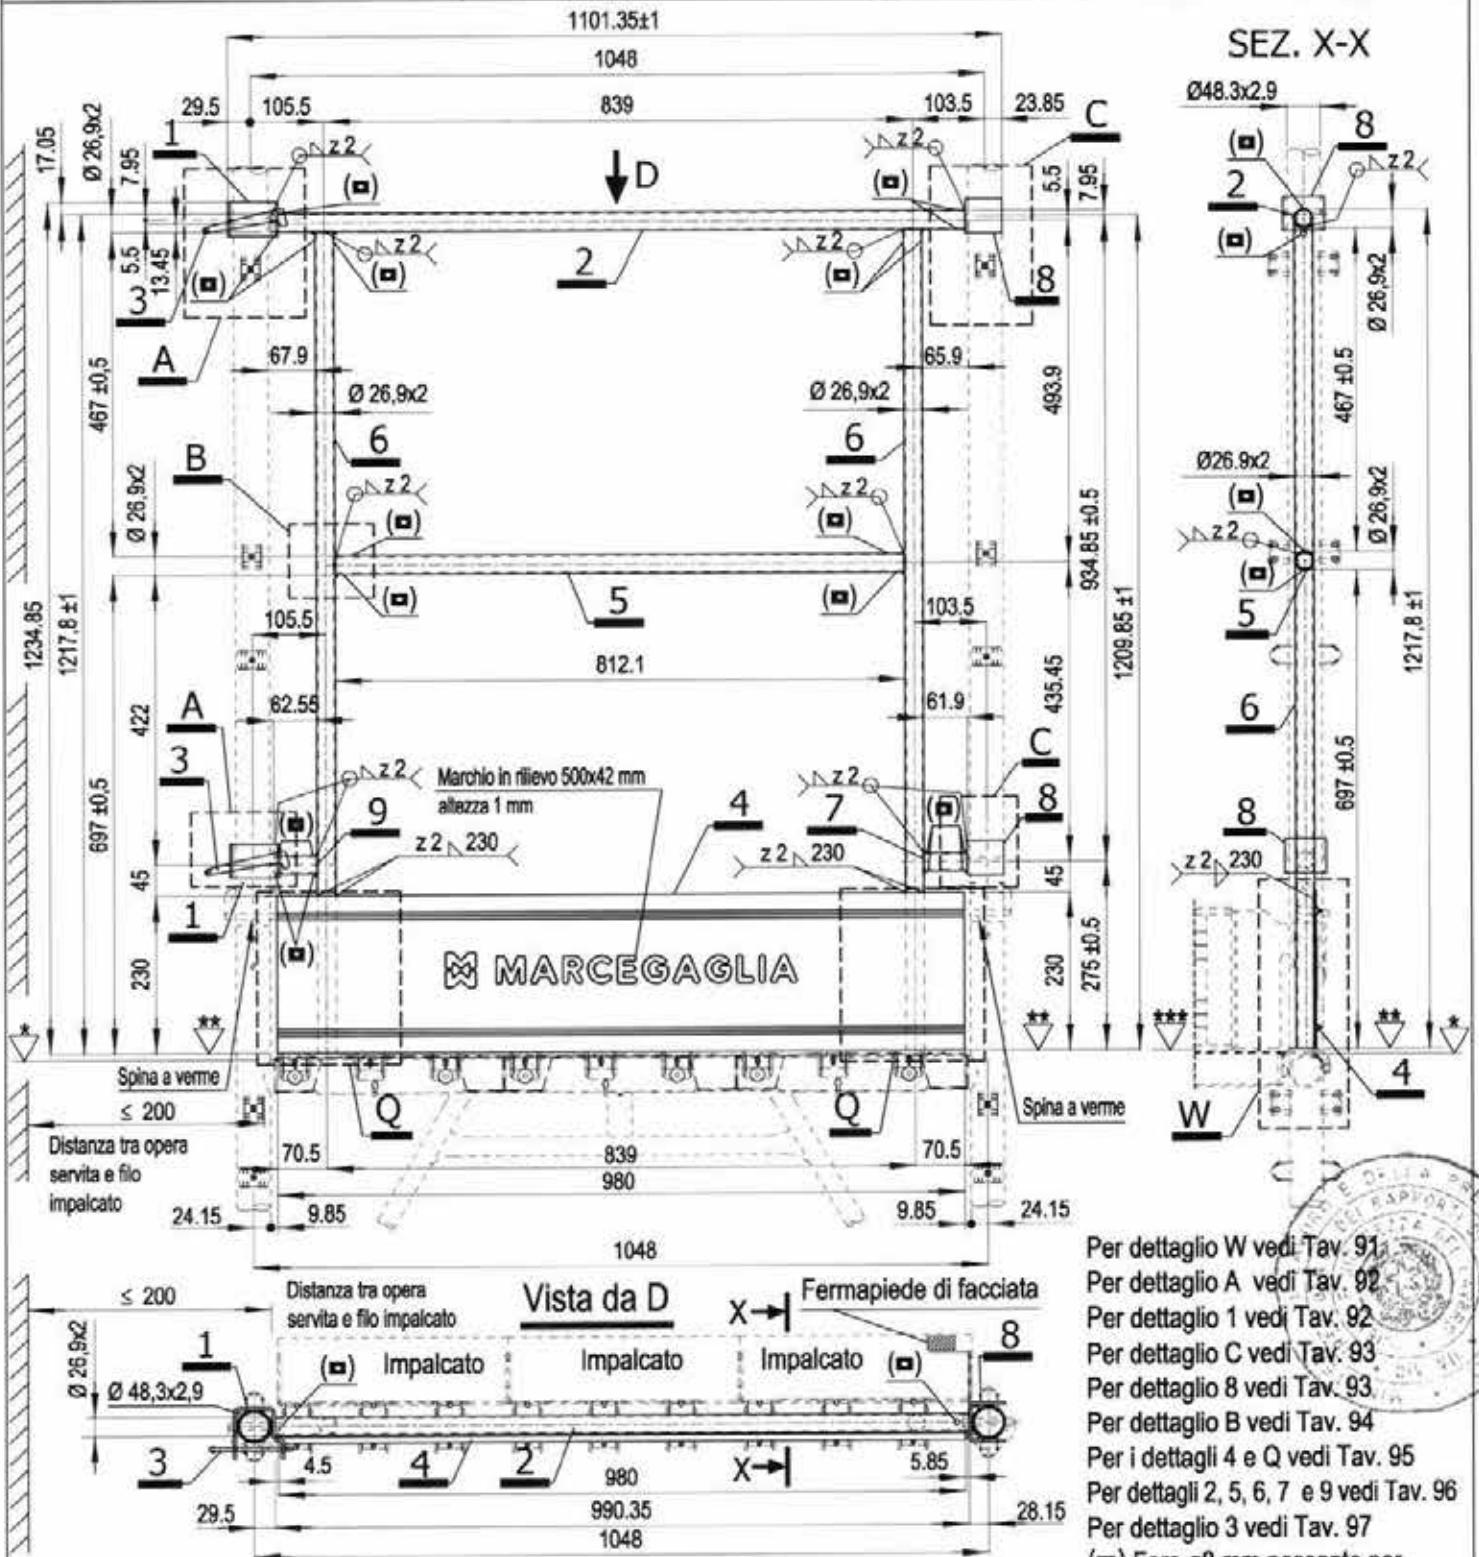 1101.35±1
1048
29.5 105.5 839 103.5 23.85
SEZ. X-X
Ø48.3x2.9
17.05
Ø 26,9x2
7.95
1
z 2
(◘)
D
z 2
(◘)
C
5.5
7.95
8
(◘)
z 2
2
(◘)
5.5
13.45
3
(◘)
z 2
(◘)
2
z 2
(◘)
8
A
67.9
65.9
467 ±0,5
Ø 26,9x2
Ø 26,9x2
493.9
Ø 26,9x2
467 ±0.5
6
6
B
z 2
(◘)
z 2
(◘)
Ø 26,9x2
934.85 ±0.5
Ø26.9x2
(◘)
Ø 26,9x2
z 2
(◘)
5
(◘)
5
(◘)
105.5
103.5
812.1
1234.85
1217,8 ±1
1209.85 ±1
1217,8 ±1
422
62.55
61.9
435.45
6
A
3
697 ±0,5
z 2
Marchio in rilievo 500x42 mm
altezza 1 mm
z 2
C
697 ±0.5
(◘)
9
4
7
(◘)
8
8
z 2 230
z 2 230
z 2 230
45
45
1
(◘)
230
MARCEGAGLIA
230
275 ±0.5
*
**
**
***
**
*
Spina a verme
Q
Q
Spina a verme
W
4
≤ 200
Distanza tra opera
servita e filo
impalcato
70.5 839 70.5
980
24.15 9.85 9.85 24.15
1048
Per dettaglio W vedi Tav. 91
Per dettaglio A vedi Tav. 92
Per dettaglio 1 vedi Tav. 92
Per dettaglio C vedi Tav. 93
Per dettaglio 8 vedi Tav. 93
Per dettaglio B vedi Tav. 94
Per i dettagli 4 e Q vedi Tav. 95
Per dettagli 2, 5, 6, 7 e 9 vedi Tav. 96
Per dettaglio 3 vedi Tav. 97
≤ 200
Distanza tra opera
servita e filo impalcato
Vista da D
X
Fermapiede di facciata
Ø 26,9x2
1
(◘)
Impalcato Impalcato Impalcato
(◘)
8
Ø 48,3x2,9
3
4.5
4
2
980
X
5.85
29.5
990.35
28.15
1048